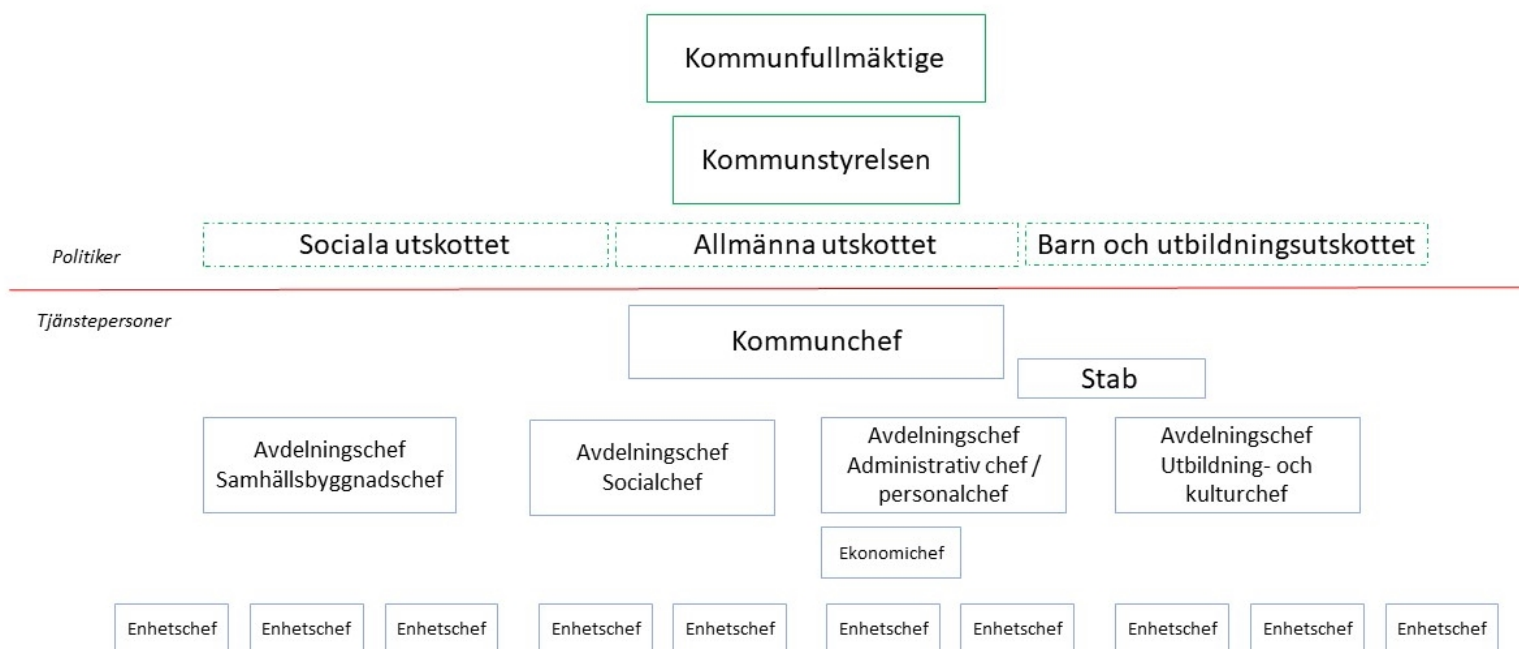 Kommunfullmäktige
Kommunstyrelsen
Sociala utskottet
Allmänna utskottet
Barn och utbildningsutskottet
Politiker
Tjänstepersoner
Kommunchef
Stab
Avdelningschef
Samhällsbyggnadschef
Avdelningschef
Socialchef
Avdelningschef
Administrativ chef /
personalchef
Avdelningschef
Utbildning- och
kulturchef
Ekonomichef
Enhetschef
Enhetschef
Enhetschef
Enhetschef
Enhetschef
Enhetschef
Enhetschef
Enhetschef
Enhetschef
Enhetschef